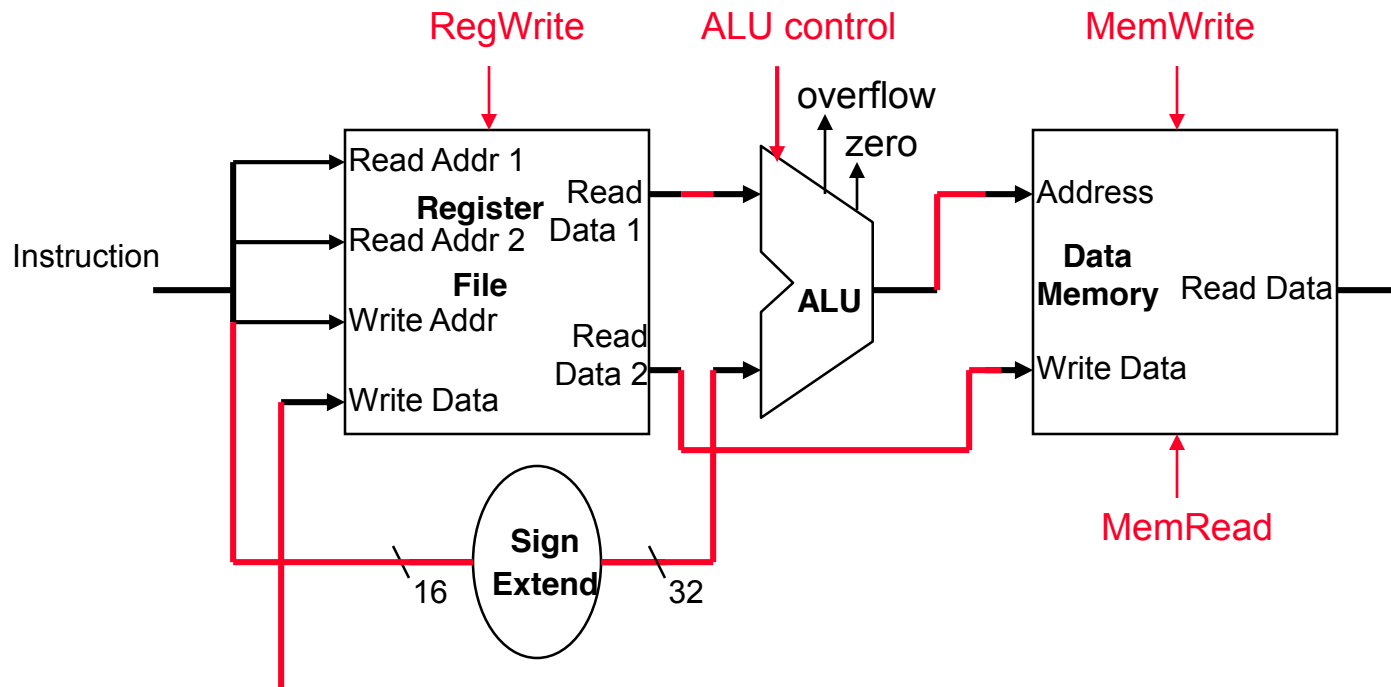 RegWrite
ALU control
MemWrite
overflow
zero
Instruction
Read Addr 1
Register
Read Addr 2
File
Write Addr
Write Data
Read
Data 1
Read
Data 2
ALU
Address
Data
Memory
Read Data
Write Data
MemRead
Sign
Extend
16
32